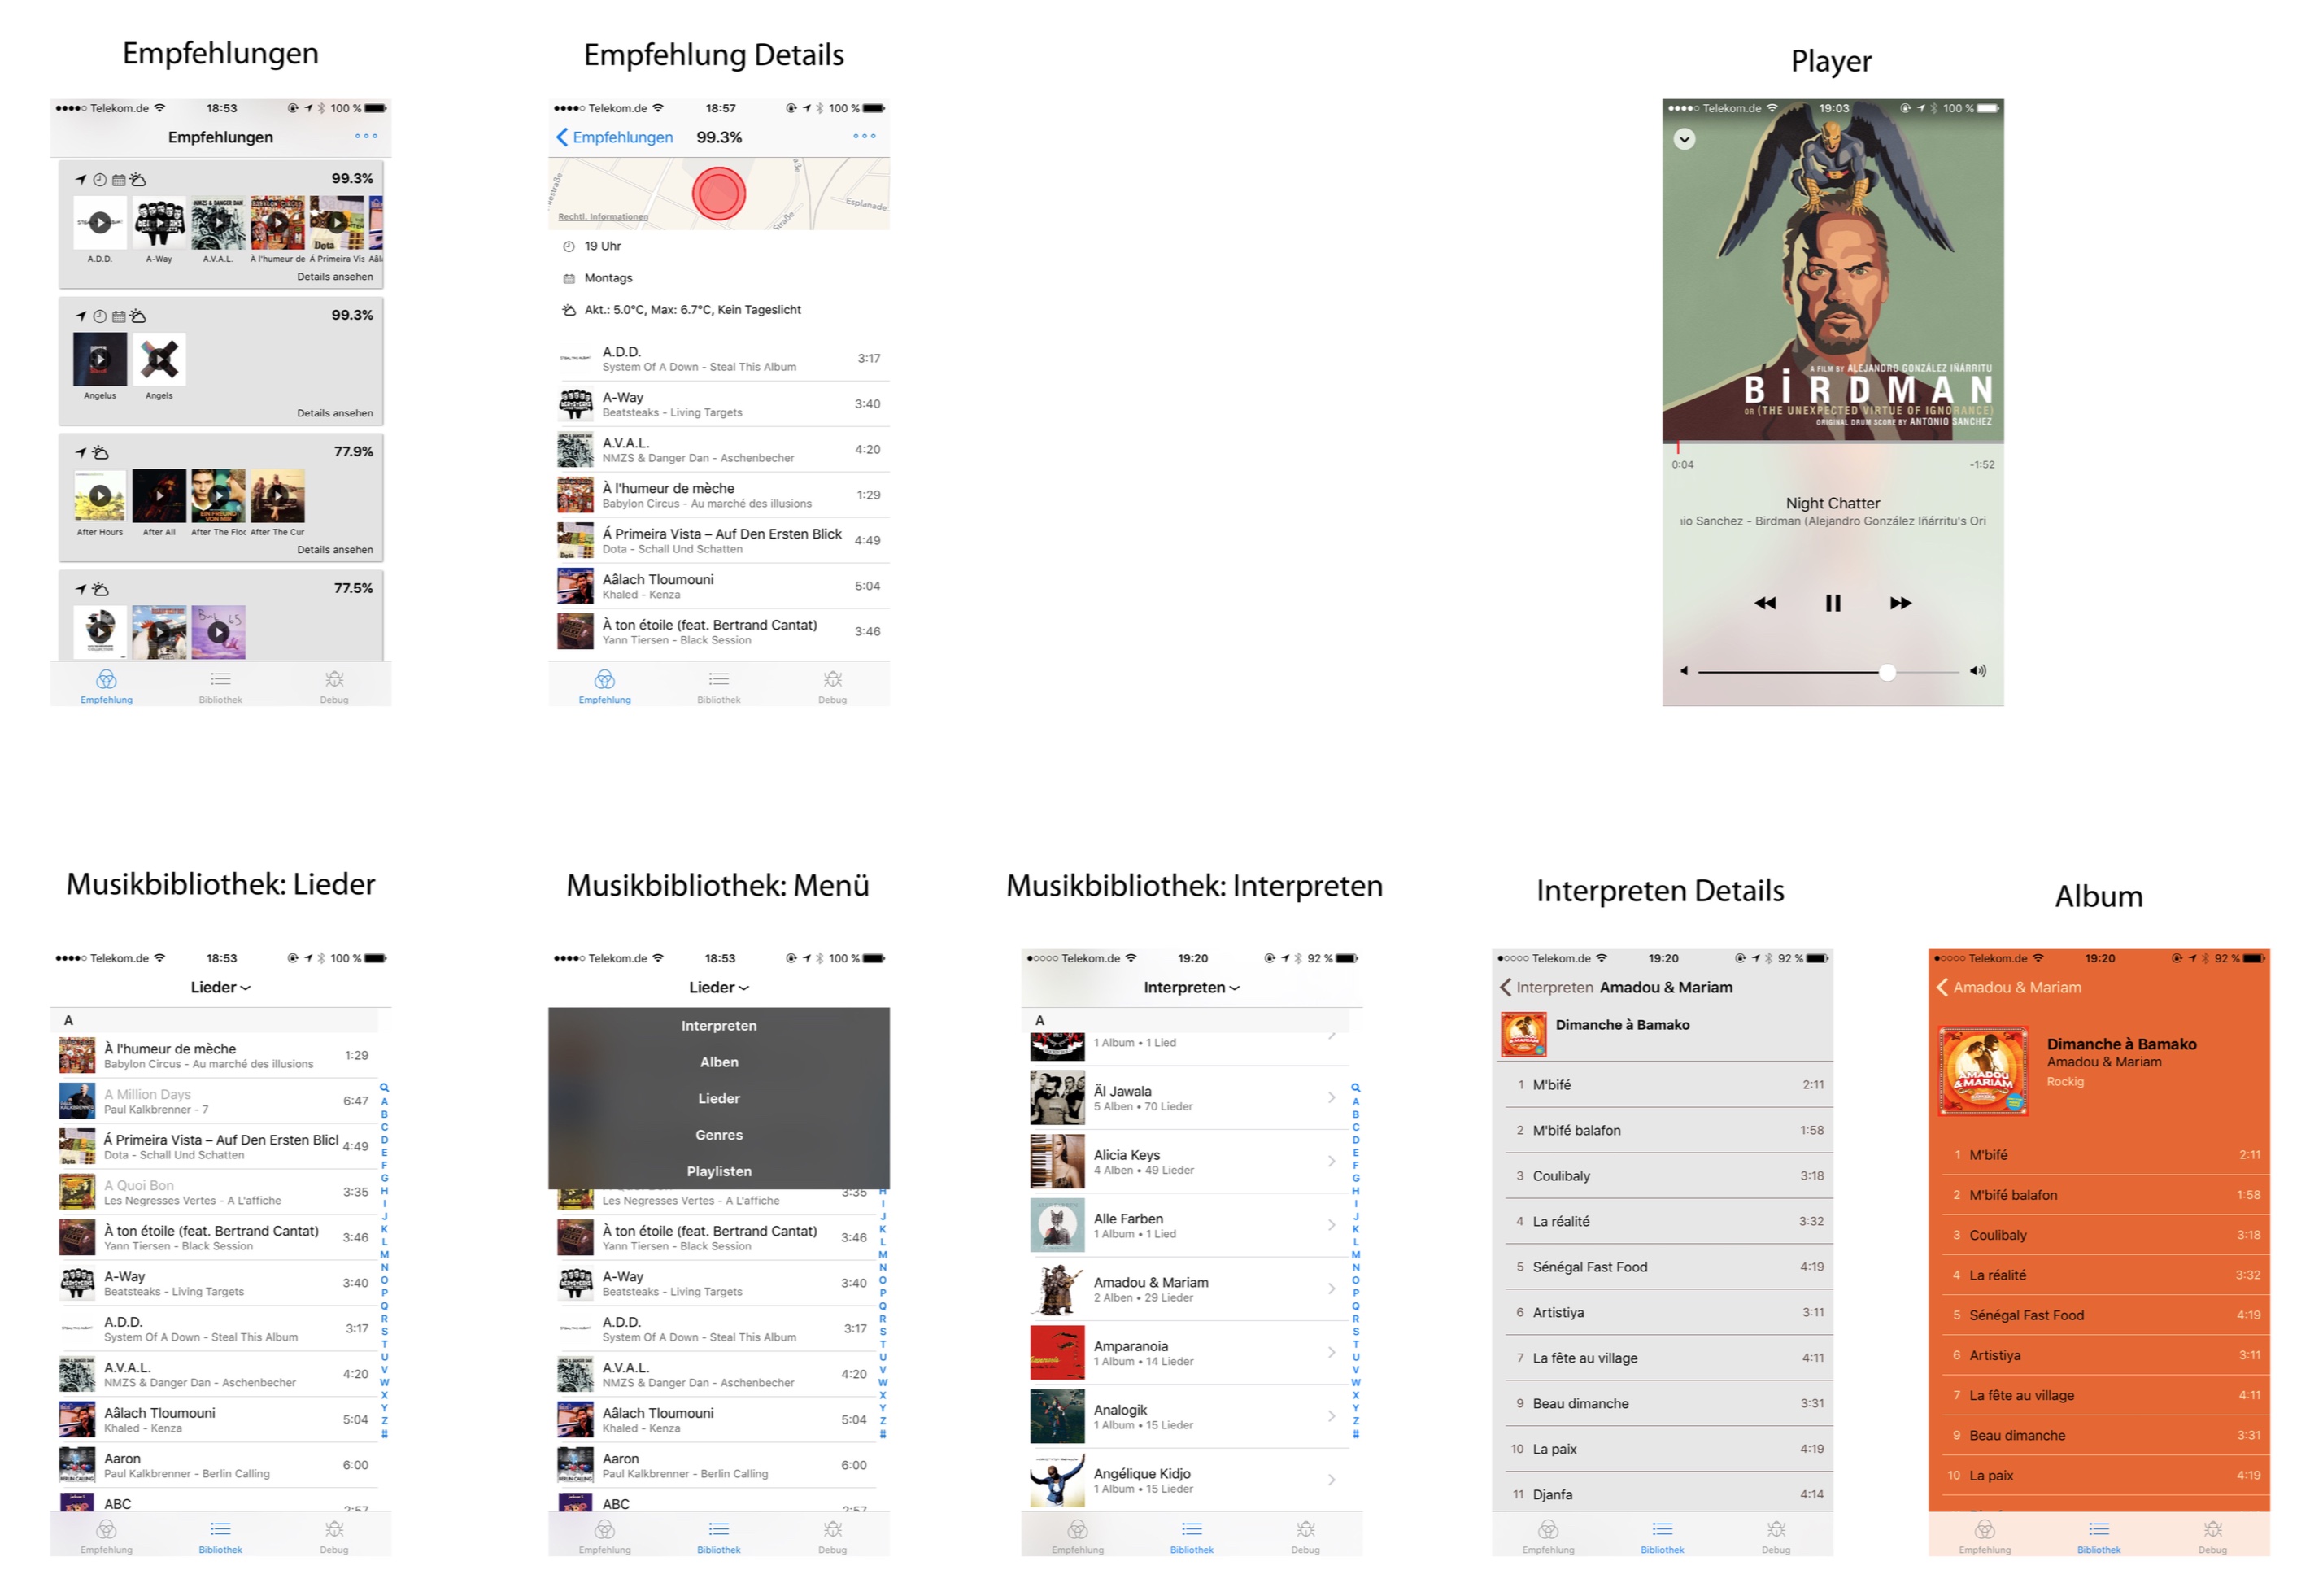 Empfehlungen
Telekom.de 18:53 100 %
Empfehlungen
99.3%
A.D.D. A-Way A.V.A.L. À l'humeur de Á Primeira Vis Aâl
Details ansehen
99.3%
Angelus Angels
Details ansehen
77.9%
After Hours After All After The Floo After The Cur
Details ansehen
77.5%
Empfehlung Bibliothek Debug
Empfehlung Details
Telekom.de 18:57 100 %
Empfehlungen 99.3%
Rechtl. Informationen
Straße
Esplanade
19 Uhr
Montags
Akt.: 5.0°C, Max: 6.7°C, Kein Tageslicht
A.D.D. 3:17
System Of A Down - Steal This Album
A-Way 3:40
Beatsteaks - Living Targets
A.V.A.L. 4:20
NMZS & Danger Dan - Aschenbecher
À l'humeur de mèche 1:29
Babylon Circus - Au marché des illusions
Á Primeira Vista – Auf Den Ersten Blick 4:49
Dota - Schall Und Schatten
Aâlach Tloumouni 5:04
Khaled - Kenza
À ton étoile (feat. Bertrand Cantat) 3:46
Yann Tiersen - Black Session
Empfehlung Bibliothek Debug
Player
Telekom.de 19:03 100 %
A FILM BY ALEJANDRO GONZÁLEZ IÑÁRRITU
BiRDMAN
OR (THE UNEXPECTED VIRTUE OF IGNORANCE)
ORIGINAL DRUM SCORE BY ANTONIO SANCHEZ
0:04 -1:52
Night Chatter
nio Sanchez - Birdman (Alejandro González Iñárritu's Ori
Musikbibliothek: Lieder
Telekom.de 18:53 100 %
Lieder
A
À l'humeur de mèche 1:29
Babylon Circus - Au marché des illusions
A Million Days 6:47
Paul Kalkbrenner - 7
Á Primeira Vista – Auf Den Ersten Blicl 4:49
Dota - Schall Und Schatten
A Quoi Bon 3:35
Les Negresses Vertes - A L'affiche
À ton étoile (feat. Bertrand Cantat) 3:46
Yann Tiersen - Black Session
A-Way 3:40
Beatsteaks - Living Targets
A.D.D. 3:17
System Of A Down - Steal This Album
A.V.A.L. 4:20
NMZS & Danger Dan - Aschenbecher
Aâlach Tloumouni 5:04
Khaled - Kenza
Aaron 6:00
Paul Kalkbrenner - Berlin Calling
ABC 2:57
A
B
C
D
E
F
G
H
I
J
K
L
M
N
O
P
Q
R
S
T
U
V
W
X
Y
Z
#
Empfehlung Bibliothek Debug
Musikbibliothek: Menü
Telekom.de 18:53 100 %
Lieder
Interpreten
Alben
Lieder
Genres
Playlisten
3:35
Les Negresses Vertes - A L'affiche
À ton étoile (feat. Bertrand Cantat) 3:46
Yann Tiersen - Black Session
A-Way 3:40
Beatsteaks - Living Targets
A.D.D. 3:17
System Of A Down - Steal This Album
A.V.A.L. 4:20
NMZS & Danger Dan - Aschenbecher
Aâlach Tloumouni 5:04
Khaled - Kenza
Aaron 6:00
Paul Kalkbrenner - Berlin Calling
ABC 2:57
H
I
J
K
L
M
N
O
P
Q
R
S
T
U
V
W
X
Y
Z
#
Empfehlung Bibliothek Debug
Musikbibliothek: Interpreten
Telekom.de 19:20 92 %
Interpreten
A
1 Album • 1 Lied
Äl Jawala
5 Alben • 70 Lieder
Alicia Keys
4 Alben • 49 Lieder
Alle Farben
1 Album • 1 Lied
Amadou & Mariam
2 Alben • 29 Lieder
Amparanoia
1 Album • 14 Lieder
Analogik
1 Album • 15 Lieder
Angélique Kidjo
1 Album • 15 Lieder
A
B
C
D
E
F
G
H
I
J
K
L
M
N
O
P
Q
R
S
T
U
V
W
X
Y
Z
#
Empfehlung Bibliothek Debug
Interpreten Details
Telekom.de 19:20 92 %
Interpreten Amadou & Mariam
Dimanche à Bamako
1 M'bifé 2:11
2 M'bifé balafon 1:58
3 Coulibaly 3:18
4 La réalité 3:32
5 Sénégal Fast Food 4:19
6 Artistiya 3:11
7 La fête au village 4:11
9 Beau dimanche 3:31
10 La paix 4:19
11 Djanfa 4:14
Empfehlung Bibliothek Debug
Album
Telekom.de 19:20 92 %
Amadou & Mariam
AMADOU & MARIAM
Dimanche à Bamako
Amadou & Mariam
Rockig
1 M'bifé 2:11
2 M'bifé balafon 1:58
3 Coulibaly 3:18
4 La réalité 3:32
5 Sénégal Fast Food 4:19
6 Artistiya 3:11
7 La fête au village 4:11
9 Beau dimanche 3:31
10 La paix 4:19
Empfehlung Bibliothek Debug